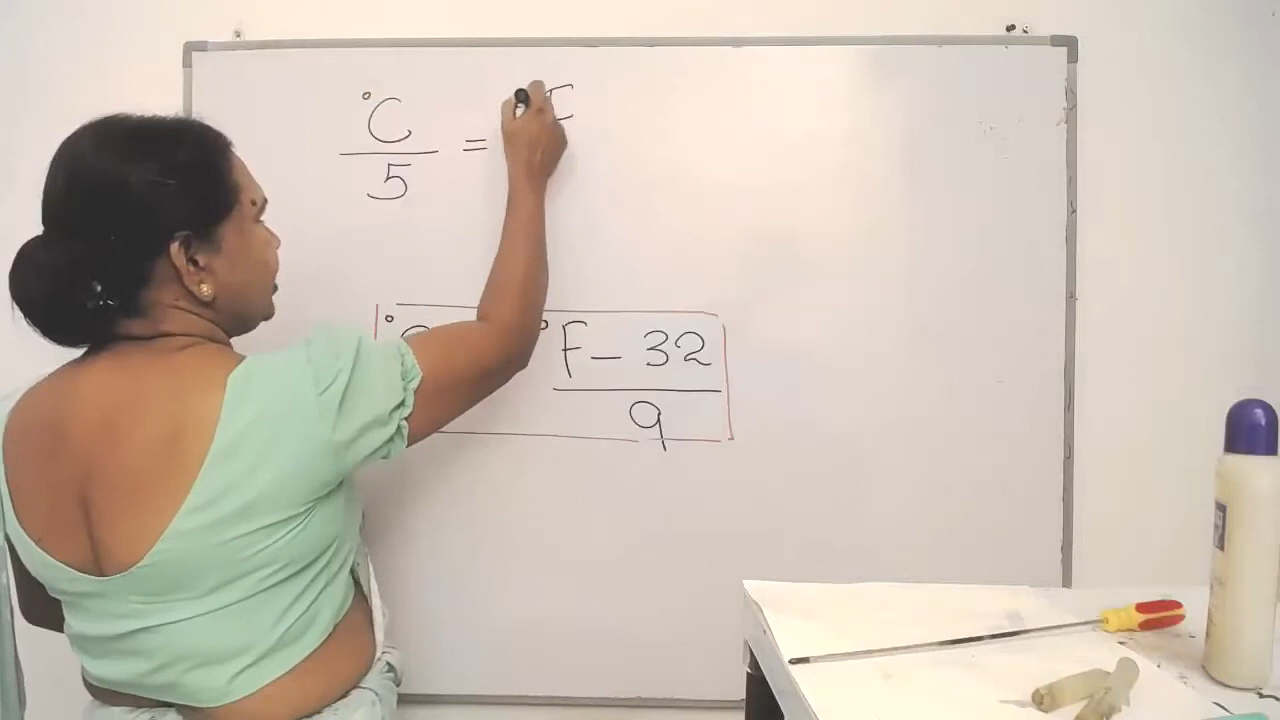 °C
5 =
° F – 32
9